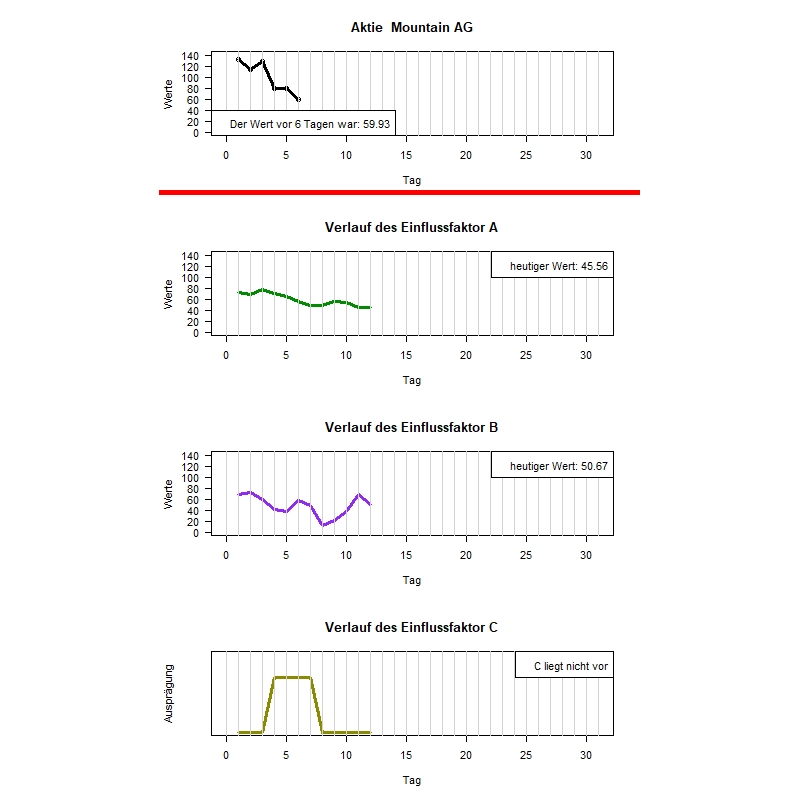 Aktie  Mountain AG
Werte
140
120
100
80
60
40
20
0
Der Wert vor 6 Tagen war: 59.93
0 5 10 15 20 25 30
Tag
Verlauf des Einflussfaktor A
Werte
140
120
100
80
60
40
20
0
heutiger Wert: 45.56
0 5 10 15 20 25 30
Tag
Verlauf des Einflussfaktor B
Werte
140
120
100
80
60
40
20
0
heutiger Wert: 50.67
0 5 10 15 20 25 30
Tag
Verlauf des Einflussfaktor C
Ausprägung
C liegt nicht vor
0 5 10 15 20 25 30
Tag